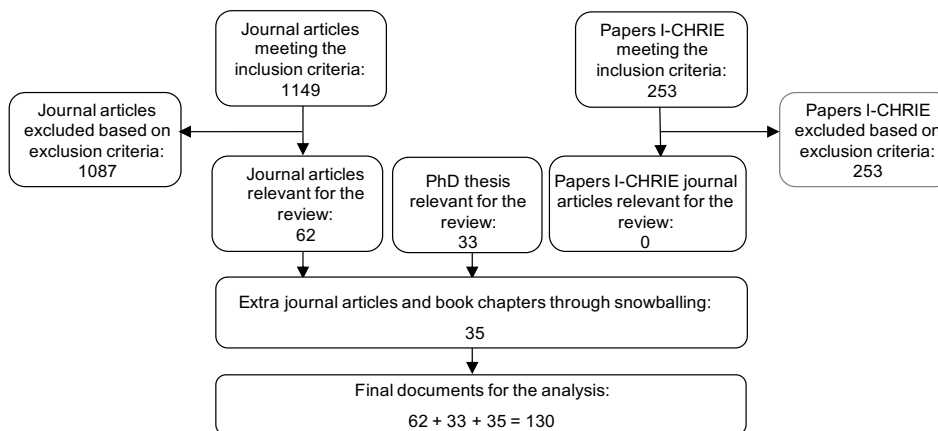 Journal articles
meeting the
inclusion criteria:
1149
Papers I-CHRIE
meeting the
inclusion criteria:
253
Journal articles
excluded based on
exclusion criteria:
1087
Papers I-CHRIE
excluded based on
exclusion criteria:
253
Journal articles
relevant for the
review:
62
PhD thesis
relevant for the
review:
33
Papers I-CHRIE journal
articles relevant for the
review:
0
Extra journal articles and book chapters through snowballing:
35
Final documents for the analysis:
62 + 33 + 35 = 130